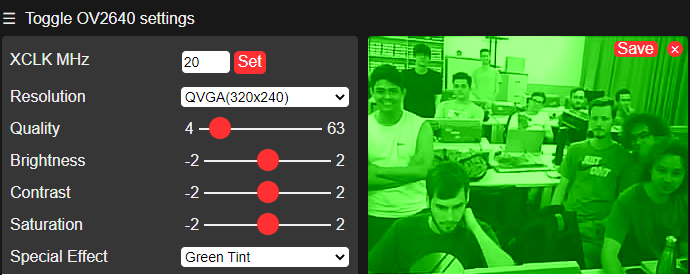 ☰ Toggle OV2640 settings
XCLK MHz 20 Set
Resolution QVGA(320x240)
Quality 4 63
Brightness -2 2
Contrast -2 2
Saturation -2 2
Special Effect Green Tint
Save ×
JUST